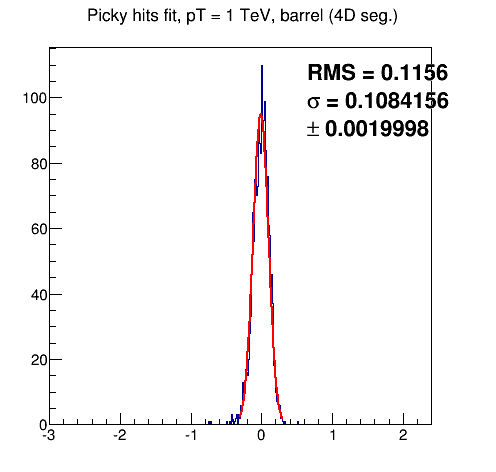 Picky hits fit, pT = 1 TeV, barrel (4D seg.)
RMS = 0.1156
σ = 0.1084156
± 0.0019998
100
80
60
40
20
0
-3 -2 -1 0 1 2